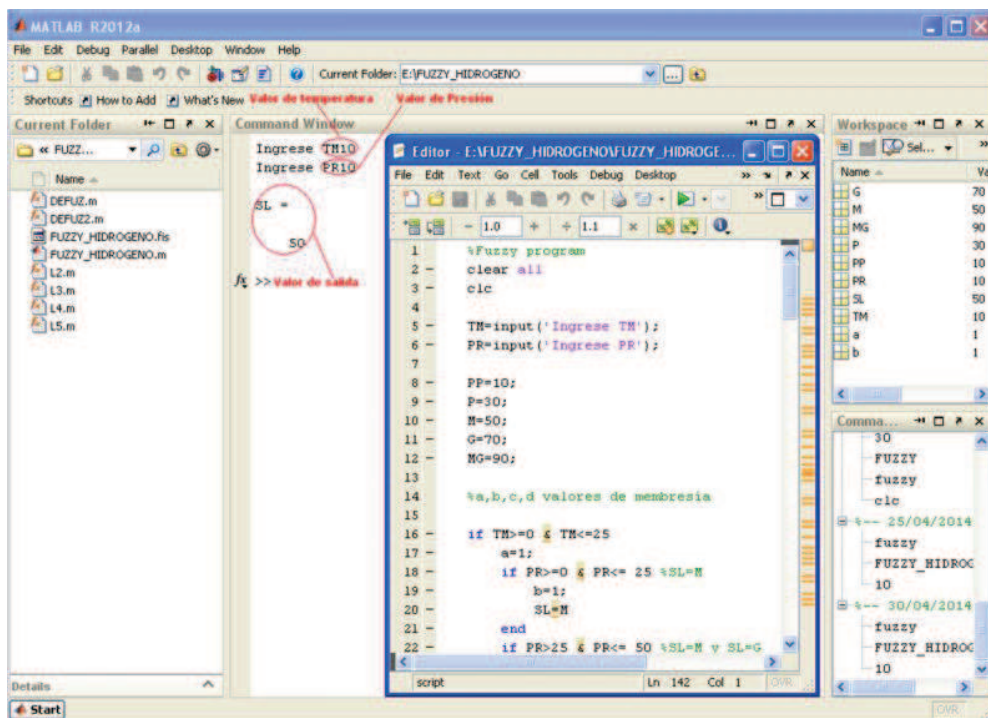 MATLAB R2012a
File Edit Debug Parallel Desktop Window Help
Current Folder: E:\FUZZY_HIDROGENO
Shortcuts How to Add What's New Valor de temperatura Valor de Presión
Current Folder
« FUZZ...
Name
DEFUZ.m
DEFUZ2.m
FUZZY_HIDROGENO.fis
FUZZY_HIDROGENO.m
L2.m
L3.m
L4.m
L5.m
Details
Start
Command Window
Ingrese TM10
Ingrese PR10
SL =
50
fx >> Valor de salida
Editor - E:\FUZZY_HIDROGENO\FUZZY_HIDROGE...
File Edit Text Go Cell Tools Debug Desktop
- 1.0 + ÷ 1.1 ×
1 %Fuzzy program
2 - clear all
3 - clc
4
5 - TM=input('Ingrese TM');
6 - PR=input('Ingrese PR');
7
8 - PP=10;
9 - P=30;
10 - M=50;
11 - G=70;
12 - MG=90;
13
14 %a,b,c,d valores de membresia
15
16 - if TM>=0 & TM<=25
17 - a=1;
18 - if PR>=0 & PR<= 25 %SL=M
19 - b=1;
20 - SL=M
21 - end
22 - if PR>25 & PR<= 50 %SL=M y SL=G
script Ln 142 Col 1 OVR
Workspace
Sel...
Name Va
G 70
M 50
MG 90
P 30
PP 10
PR 10
SL 50
TM 10
a 1
b 1
Comma...
30
FUZZY
fuzzy
clc
%-- 25/04/2014
fuzzy
FUZZY_HIDROG
10
%-- 30/04/2014
fuzzy
FUZZY_HIDROG
10
OVR